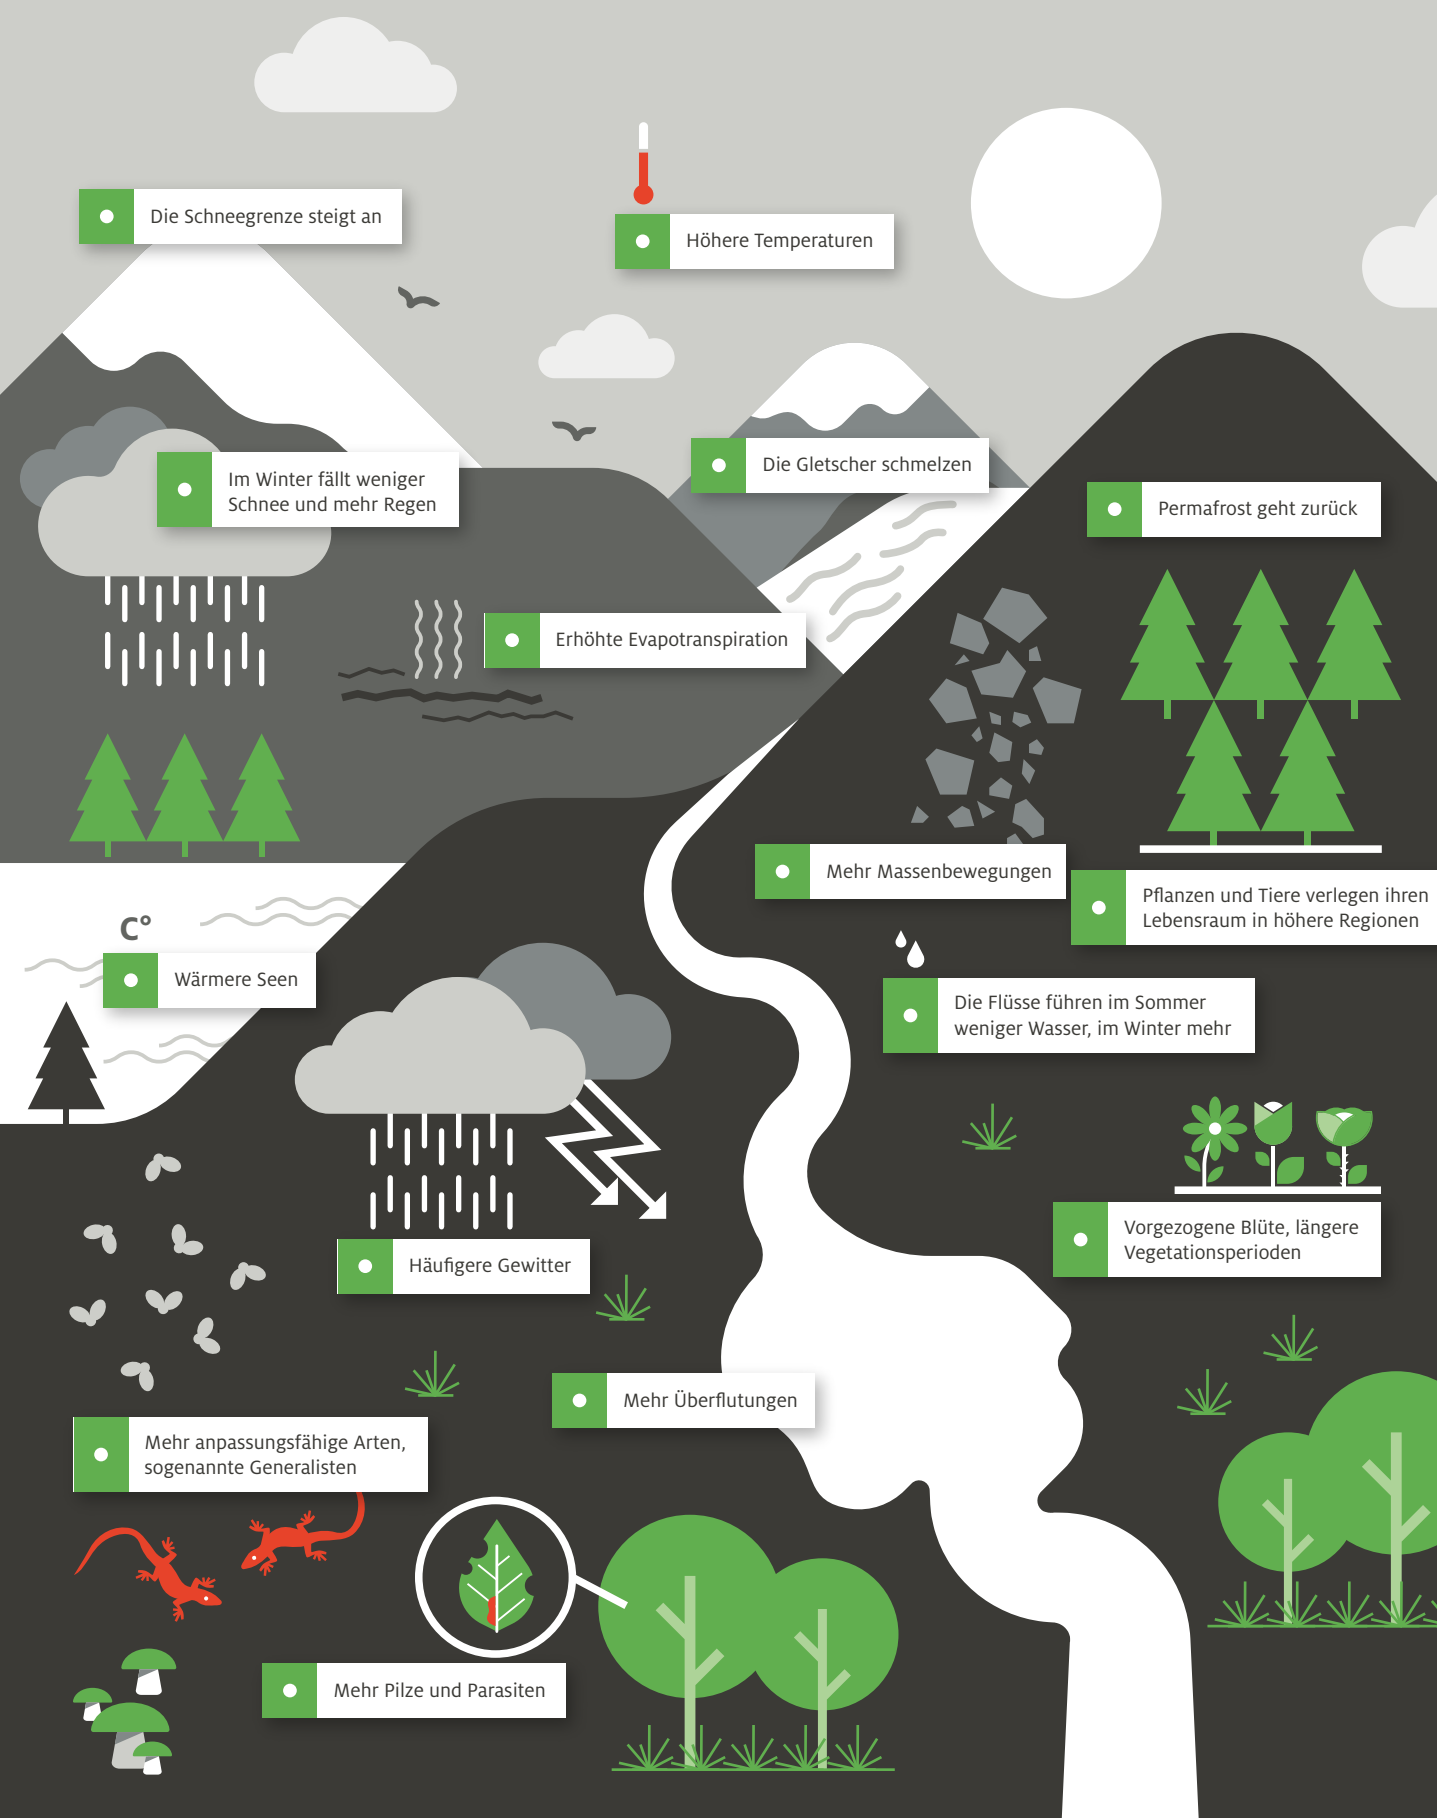 Die Schneegrenze steigt an
Höhere Temperaturen
Die Gletscher schmelzen
Im Winter fällt weniger
Schnee und mehr Regen
Permafrost geht zurück
Erhöhte Evapotranspiration
Mehr Massenbewegungen
Pflanzen und Tiere verlegen ihren
Lebensraum in höhere Regionen
C°
Wärmere Seen
Die Flüsse führen im Sommer
weniger Wasser, im Winter mehr
Vorgezogene Blüte, längere
Vegetationsperioden
Häufigere Gewitter
Mehr Überflutungen
Mehr anpassungsfähige Arten,
sogenannte Generalisten
Mehr Pilze und Parasiten